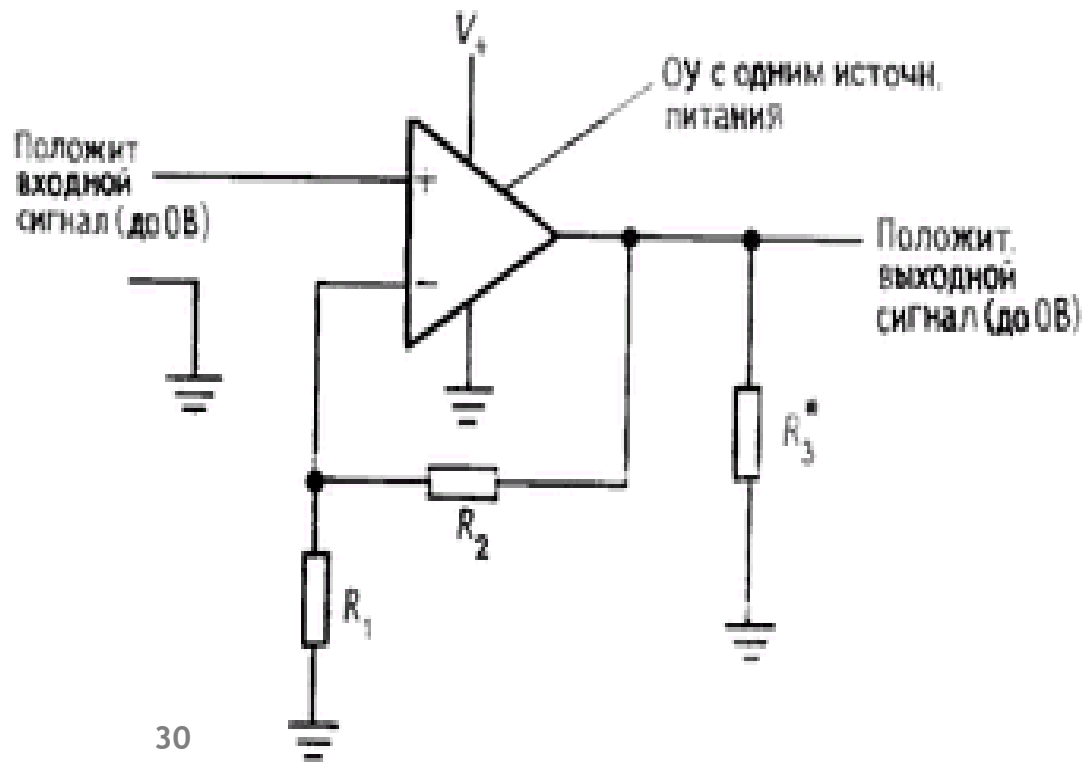 V₊
ОУ с одним источн.
питания
Положит
входной
сигнал (до 0В)
+
−
Положит.
выходной
сигнал (до 0В)
R₃*
R₂
R₁
30